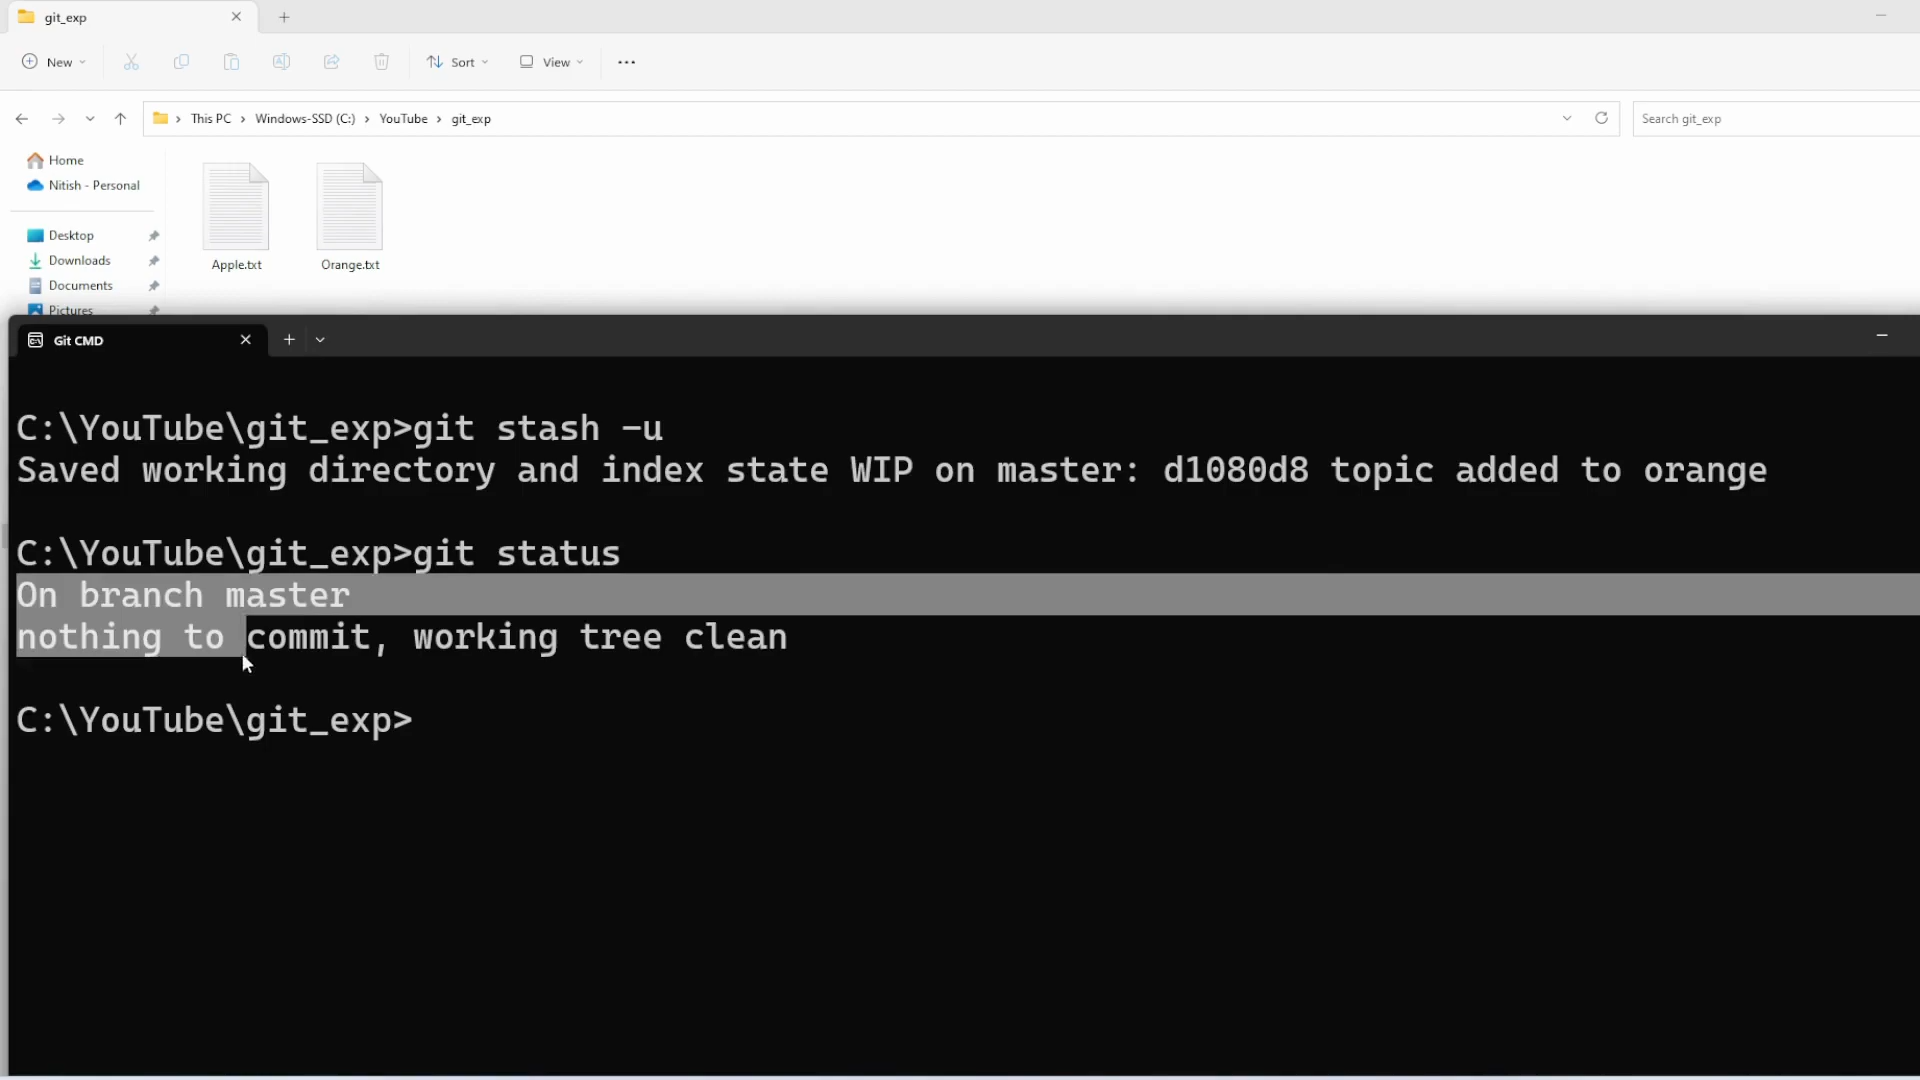 git_exp
New
Sort
View
This PC > Windows-SSD (C:) > YouTube > git_exp
Search git_exp
Home
Nitish - Personal
Desktop
Downloads
Documents
Pictures
Apple.txt
Orange.txt
Git CMD
C:\YouTube\git_exp>git stash -u
Saved working directory and index state WIP on master: d1080d8 topic added to orange
C:\YouTube\git_exp>git status
On branch master
nothing to commit, working tree clean
C:\YouTube\git_exp>